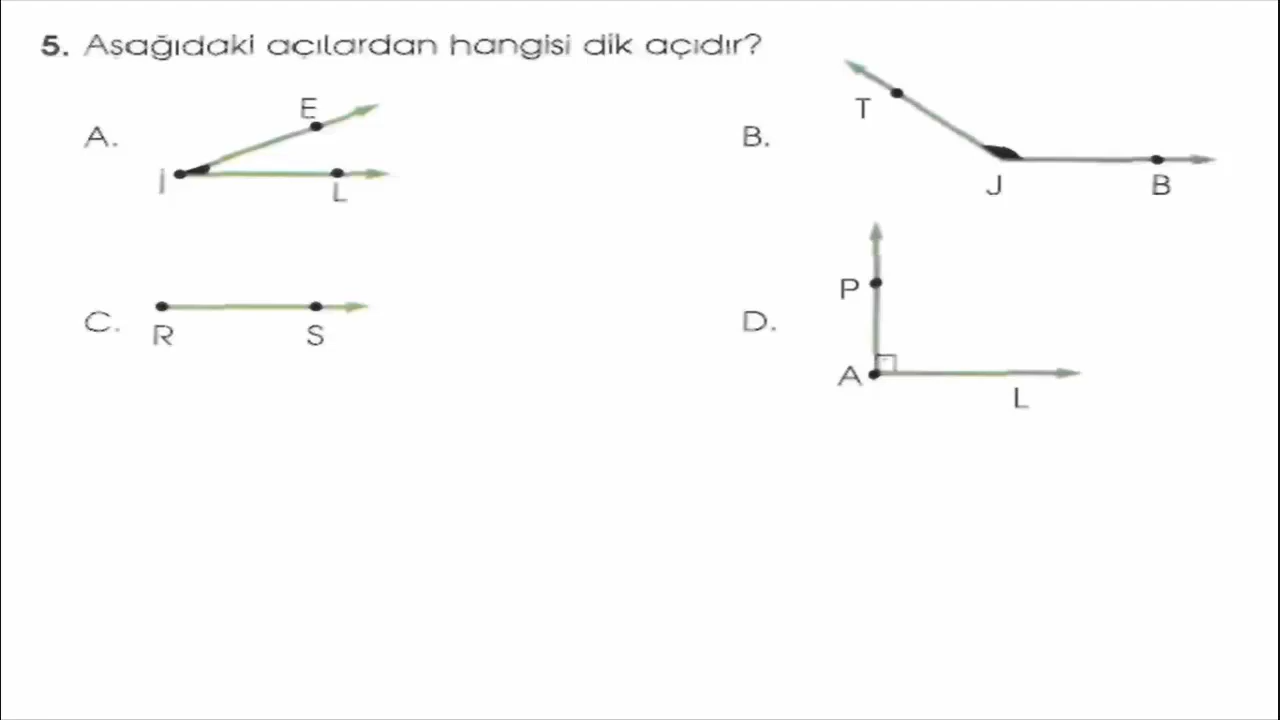 5. Aşağıdaki açılardan hangisi dik açıdır?
A. E İ L
B. T J B
C. R S
D. P A L